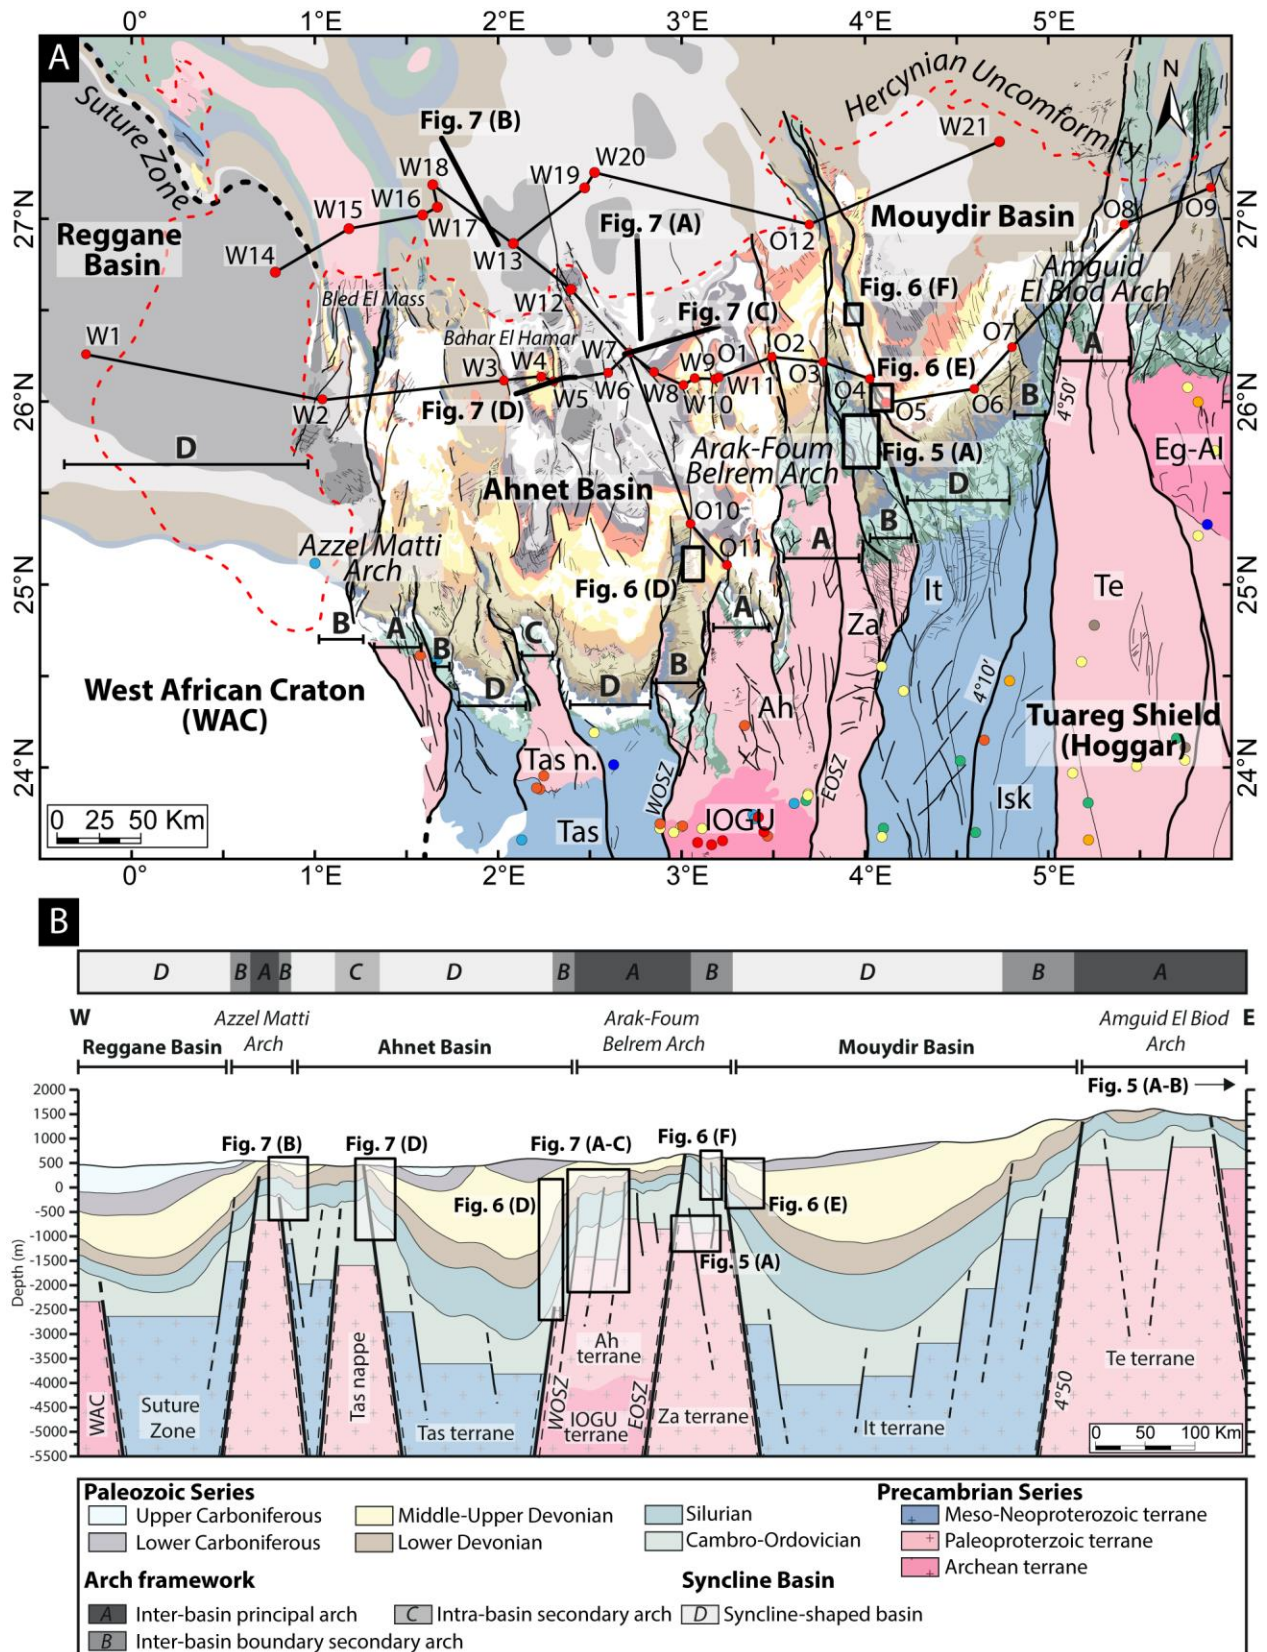 0° 1°E 2°E 3°E 4°E 5°E
A
N
Suture Zone
Hercynian Uncomformity
Fig. 7 (B)
W21
W18
W20
W19
27°N
W16
W15
W17
Fig. 7 (A)
Mouydir Basin
O8
O9
27°N
Reggane
Basin
W14
W13
O12
Amguid
El Biod Arch
Bled El Mass
W12
Fig. 6 (F)
Fig. 7 (C)
W1
Bahar El Hamar
W7
O1
O2
O7
W3
W4
W9
O3
Fig. 6 (E)
A
26°N
W2
W5
W6
W8
W11
O4
26°N
Fig. 7 (D)
W10
O5
O6
B
4°50'
Eg-Al
D
Arak-Foum
Belrem Arch
Fig. 5 (A)
Ahnet Basin
D
O10
B
Azzel Matti
Arch
O11
A
25°N
Fig. 6 (D)
It
Te
25°N
B
A
B
C
A
Za
B
D
D
4°10'
West African Craton
(WAC)
Ah
Tuareg Shield
(Hoggar)
24°N
Tas n.
WOSZ
EOSZ
24°N
Isk
0 25 50 Km
Tas
IOGU
0° 1°E 2°E 3°E 4°E 5°E
B
D B A B C D B A B D B A
W
Azzel Matti
Arch
Arak-Foum
Belrem Arch
Amguid El Biod
Arch
E
Reggane Basin
Ahnet Basin
Mouydir Basin
Fig. 5 (A-B)
2000
1500
1000
500
0
-500
-1000
-1500
-2000
-2500
-3000
-3500
-4000
-4500
-5000
-5500
Depth (m)
Fig. 7 (B)
Fig. 7 (D)
Fig. 7 (A-C)
Fig. 6 (F)
Fig. 6 (D)
Fig. 6 (E)
Fig. 5 (A)
WAC
Suture
Zone
Tas nappe
Tas terrane
WOSZ
Ah
terrane
IOGU
terrane
EOSZ
Za terrane
It terrane
4°50
Te terrane
0 50 100 Km
Paleozoic Series
Precambrian Series
Upper Carboniferous
Middle-Upper Devonian
Silurian
Meso-Neoproterozoic terrane
Lower Carboniferous
Lower Devonian
Cambro-Ordovician
Paleoproterzoic terrane
Archean terrane
Arch framework
Syncline Basin
A Inter-basin principal arch
C Intra-basin secondary arch
D Syncline-shaped basin
B Inter-basin boundary secondary arch